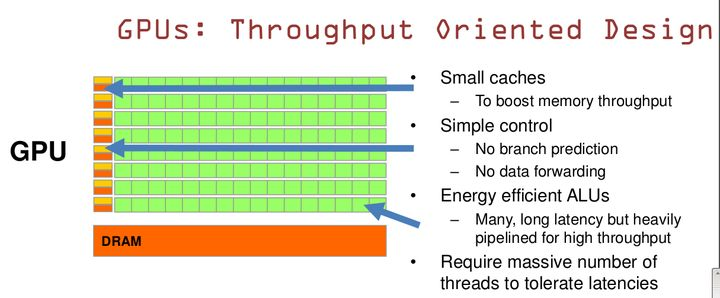 GPUs: Throughput Oriented Design
GPU
DRAM
• Small caches
– To boost memory throughput
• Simple control
– No branch prediction
– No data forwarding
• Energy efficient ALUs
– Many, long latency but heavily
pipelined for high throughput
• Require massive number of
threads to tolerate latencies